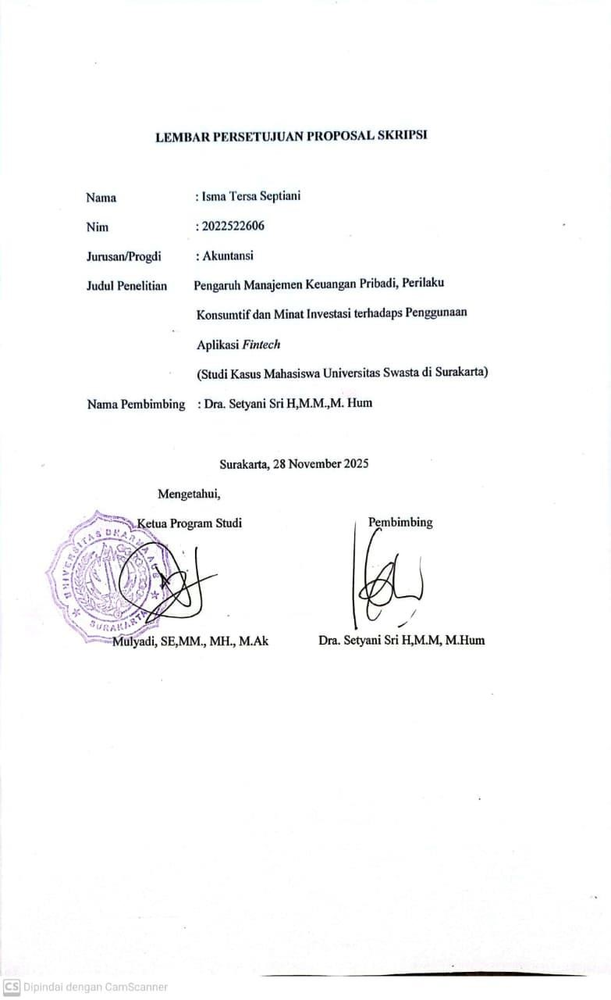 LEMBAR PERSETUJUAN PROPOSAL SKRIPSI
Nama : Isma Tersa Septiani
Nim : 2022522606
Jurusan/Progdi : Akuntansi
Judul Penelitian Pengaruh Manajemen Keuangan Pribadi, Perilaku
Konsumtif dan Minat Investasi terhadaps Penggunaan
Aplikasi Fintech
(Studi Kasus Mahasiswa Universitas Swasta di Surakarta)
Nama Pembimbing : Dra. Setyani Sri H,M.M.,M. Hum
Surakarta, 28 November 2025
Mengetahui,
Ketua Program Studi
Pembimbing
UNIVERSITAS DHARMA AUB
SURAKARTA
Mulyadi, SE,MM., MH., M.Ak
Dra. Setyani Sri H,M.M, M.Hum
CS Dipindai dengan CamScanner